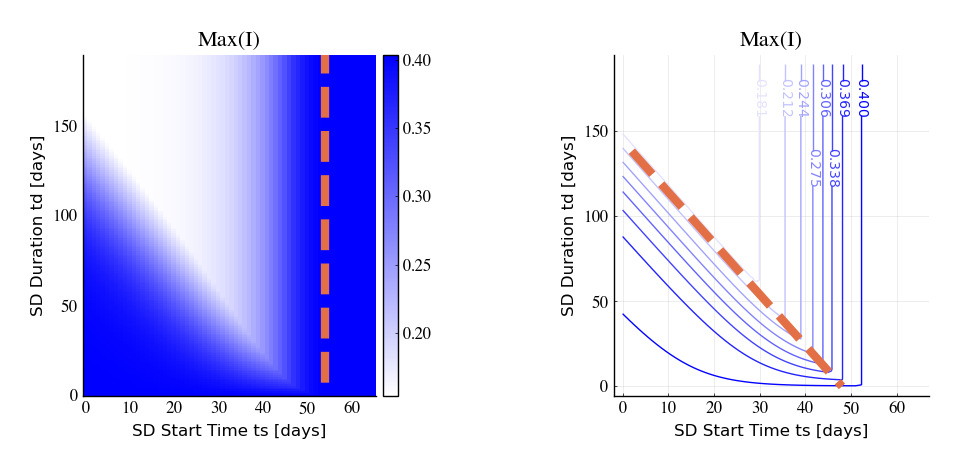 Max(I)
SD Duration td [days]
150
100
50
0
0 10 20 30 40 50 60
SD Start Time ts [days]
0.40
0.35
0.30
0.25
0.20
Max(I)
SD Duration td [days]
150
100
50
0
0.181
0.212
0.244
0.275
0.306
0.338
0.369
0.400
0 10 20 30 40 50 60
SD Start Time ts [days]